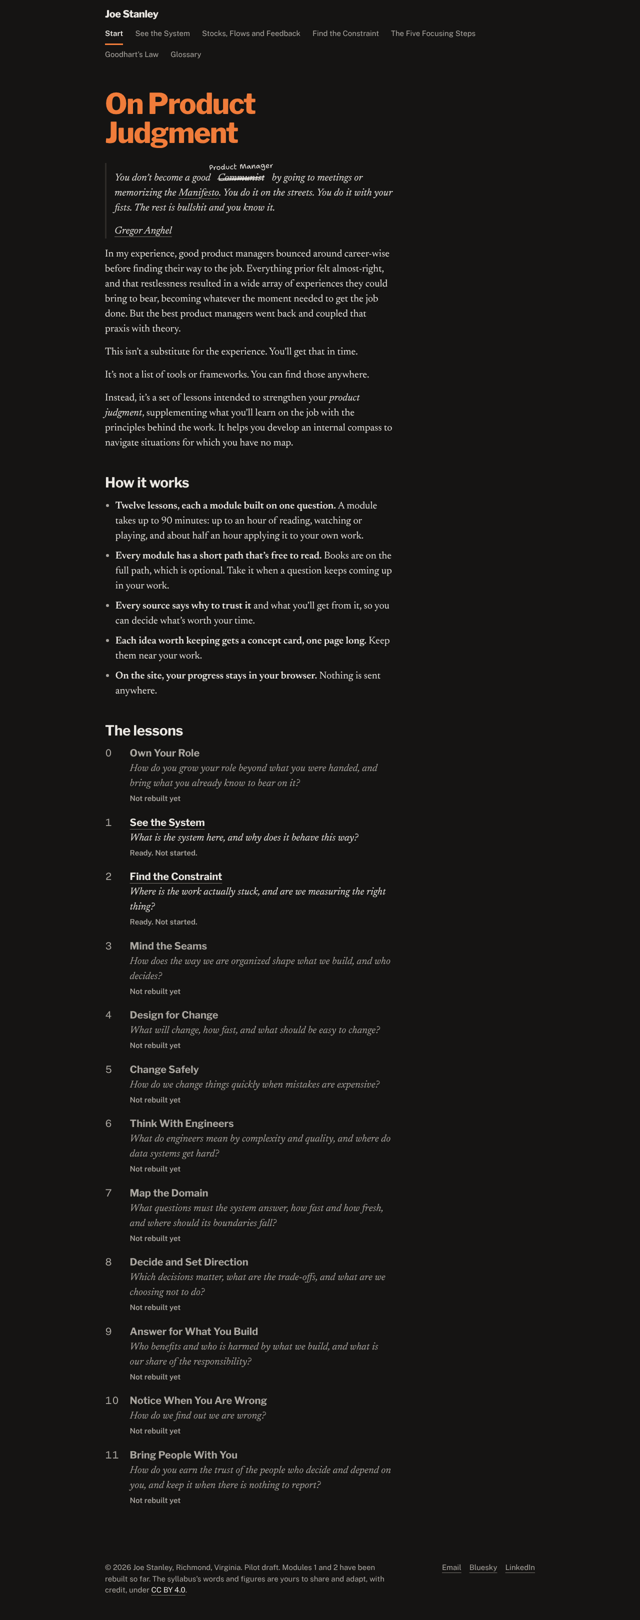 Joe Stanley
Start See the System Stocks, Flows and Feedback Find the Constraint The Five Focusing Steps
Goodhart's Law Glossary
On Product
Judgment
Product Manager
You don't become a good Communist by going to meetings or
memorizing the Manifesto. You do it on the streets. You do it with your
fists. The rest is bullshit and you know it.
Gregor Anghel
In my experience, good product managers bounced around career-wise
before finding their way to the job. Everything prior felt almost-right,
and that restlessness resulted in a wide array of experiences they could
bring to bear, becoming whatever the moment needed to get the job
done. But the best product managers went back and coupled that
praxis with theory.
This isn't a substitute for the experience. You'll get that in time.
It's not a list of tools or frameworks. You can find those anywhere.
Instead, it's a set of lessons intended to strengthen your product
judgment, supplementing what you'll learn on the job with the
principles behind the work. It helps you develop an internal compass to
navigate situations for which you have no map.
How it works
• Twelve lessons, each a module built on one question. A module
takes up to 90 minutes: up to an hour of reading, watching or
playing, and about half an hour applying it to your own work.
• Every module has a short path that's free to read. Books are on the
full path, which is optional. Take it when a question keeps coming up
in your work.
• Every source says why to trust it and what you'll get from it, so you
can decide what's worth your time.
• Each idea worth keeping gets a concept card, one page long. Keep
them near your work.
• On the site, your progress stays in your browser. Nothing is sent
anywhere.
The lessons
0 Own Your Role
How do you grow your role beyond what you were handed, and
bring what you already know to bear on it?
Not rebuilt yet
1 See the System
What is the system here, and why does it behave this way?
Ready. Not started.
2 Find the Constraint
Where is the work actually stuck, and are we measuring the right
thing?
Ready. Not started.
3 Mind the Seams
How does the way we are organized shape what we build, and who
decides?
Not rebuilt yet
4 Design for Change
What will change, how fast, and what should be easy to change?
Not rebuilt yet
5 Change Safely
How do we change things quickly when mistakes are expensive?
Not rebuilt yet
6 Think With Engineers
What do engineers mean by complexity and quality, and where do
data systems get hard?
Not rebuilt yet
7 Map the Domain
What questions must the system answer, how fast and how fresh,
and where should its boundaries fall?
Not rebuilt yet
8 Decide and Set Direction
Which decisions matter, what are the trade-offs, and what are we
choosing not to do?
Not rebuilt yet
9 Answer for What You Build
Who benefits and who is harmed by what we build, and what is
our share of the responsibility?
Not rebuilt yet
10 Notice When You Are Wrong
How do we find out we are wrong?
Not rebuilt yet
11 Bring People With You
How do you earn the trust of the people who decide and depend on
you, and keep it when there is nothing to report?
Not rebuilt yet
© 2026 Joe Stanley, Richmond, Virginia. Pilot draft. Modules 1 and 2 have been
rebuilt so far. The syllabus's words and figures are yours to share and adapt, with
credit, under CC BY 4.0.
Email Bluesky LinkedIn